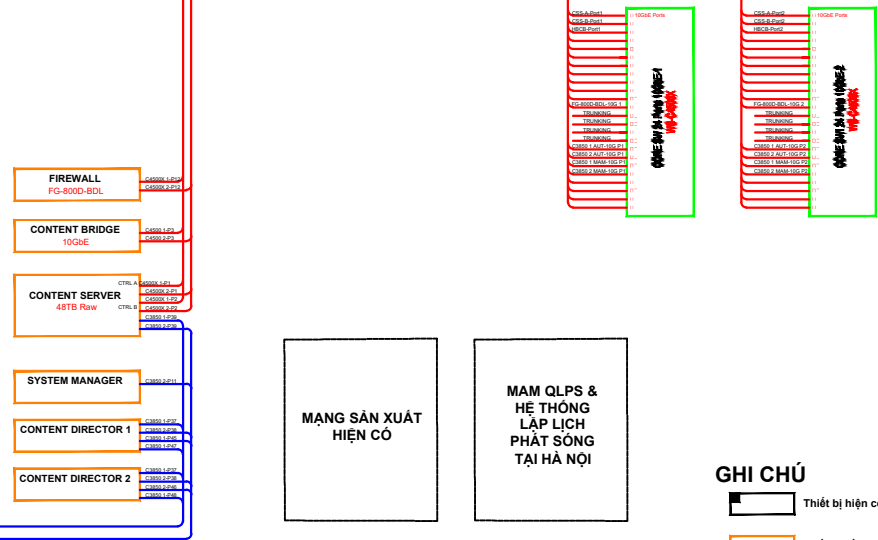 CSS-A-Port1
CSS-B-Port1
HBCB-Port1
10GbE Ports
FG-800D-BDL-10G 1
TRUNKING
TRUNKING
TRUNKING
TRUNKING
C3850 1 AUT-10G P1
C3850 2 AUT-10G P1
C3850 1 MAM-10G P1
C3850 2 MAM-10G P1
CSS-A-Port2
CSS-B-Port2
HBCB-Port2
10GbE Ports
FG-800D-BDL-10G 2
TRUNKING
TRUNKING
TRUNKING
TRUNKING
C3850 1 AUT-10G P2
C3850 2 AUT-10G P2
C3850 1 MAM-10G P2
C3850 2 MAM-10G P2
FIREWALL
FG-800D-BDL
C4500X 1-P12
C4500X 2-P12
CONTENT BRIDGE
10GbE
C4500 1-P3
C4500 2-P3
CONTENT SERVER
48TB Raw
CTRL A
C4500X 1-P1
C4500X 2-P1
C4500X 1-P2
CTRL B
C4500X 2-P2
C3850 1-P39
C3850 2-P39
SYSTEM MANAGER
C3850 2-P11
CONTENT DIRECTOR 1
C3850 1-P37
C3850 2-P38
C3850 1-P45
C3850 1-P47
CONTENT DIRECTOR 2
C3850 1-P37
C3850 2-P38
C3850 2-P46
C3850 1-P48
MẠNG SẢN XUẤT
HIỆN CÓ
MAM QLPS &
HỆ THỐNG
LẬP LỊCH
PHÁT SÓNG
TẠI HÀ NỘI
GHI CHÚ
Thiết bị hiện c